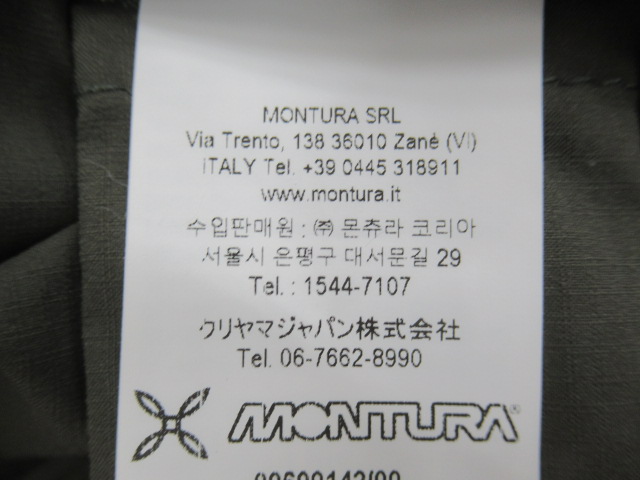 MONTURA SRL
Via Trento, 138 36010 Zanè (VI)
ITALY Tel. +39 0445 318911
www.montura.it
수입판매원 : ㈜ 몬츄라 코리아
서울시 은평구 대서문길 29
Tel. : 1544-7107
クリヤマジャパン株式会社
Tel. 06-7662-8990
MONTURA®